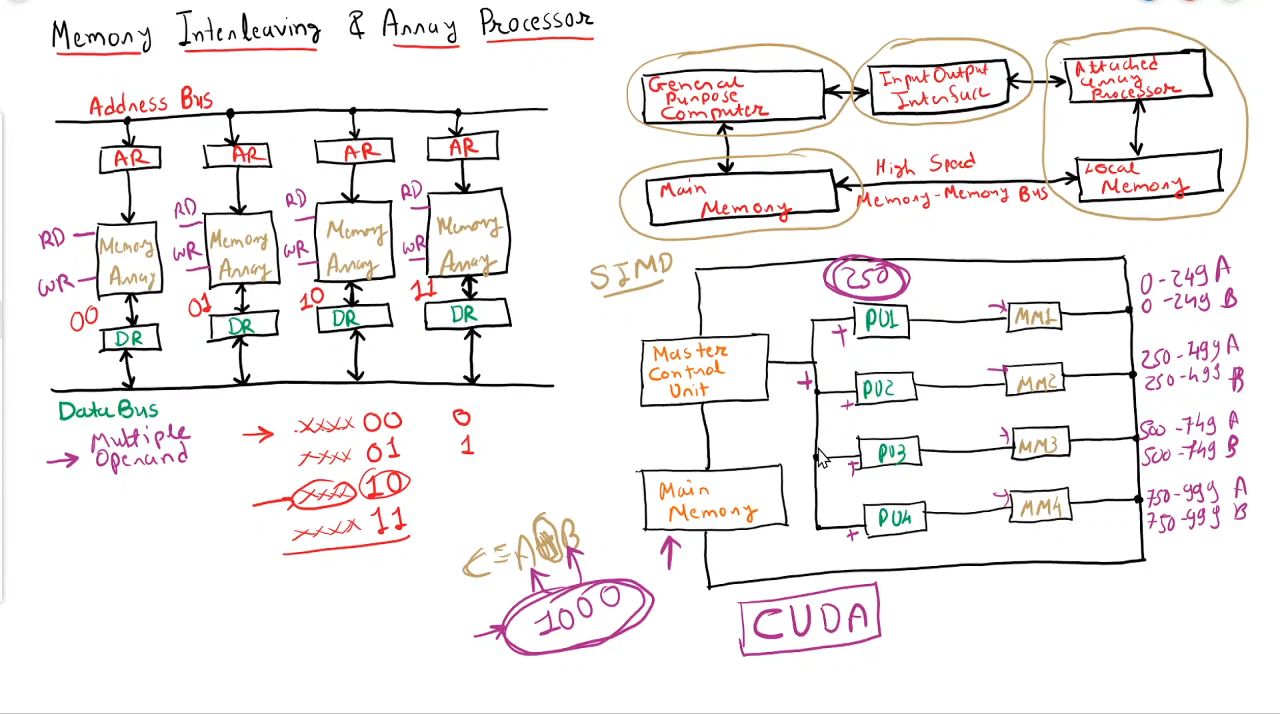 Memory Interleaving & Array Processor
Address Bus
AR
AR
AR
AR
RD
WR
RD
WR
RD
WR
RD
WR
Memory
Array
Memory
Array
Memory
Array
Memory
Array
00
01
10
11
DR
DR
DR
DR
Data Bus
Multiple
Operand
xxxx 00 0
xxxx 01 1
xxxx 10
xxxx 11
General
Purpose
Computer
Input Output
Interface
Attached
Array
Processor
Main
Memory
High Speed
Memory-Memory Bus
Local
Memory
SIMD
250
Master
Control
Unit
Main
Memory
+
+
+
+
+
PU1
PU2
PU3
PU4
MM1
MM2
MM3
MM4
0-249 A
0-249 B
250-499 A
250-499 B
500-749 A
500-749 B
750-999 A
750-999 B
C = A + B
1000
CUDA